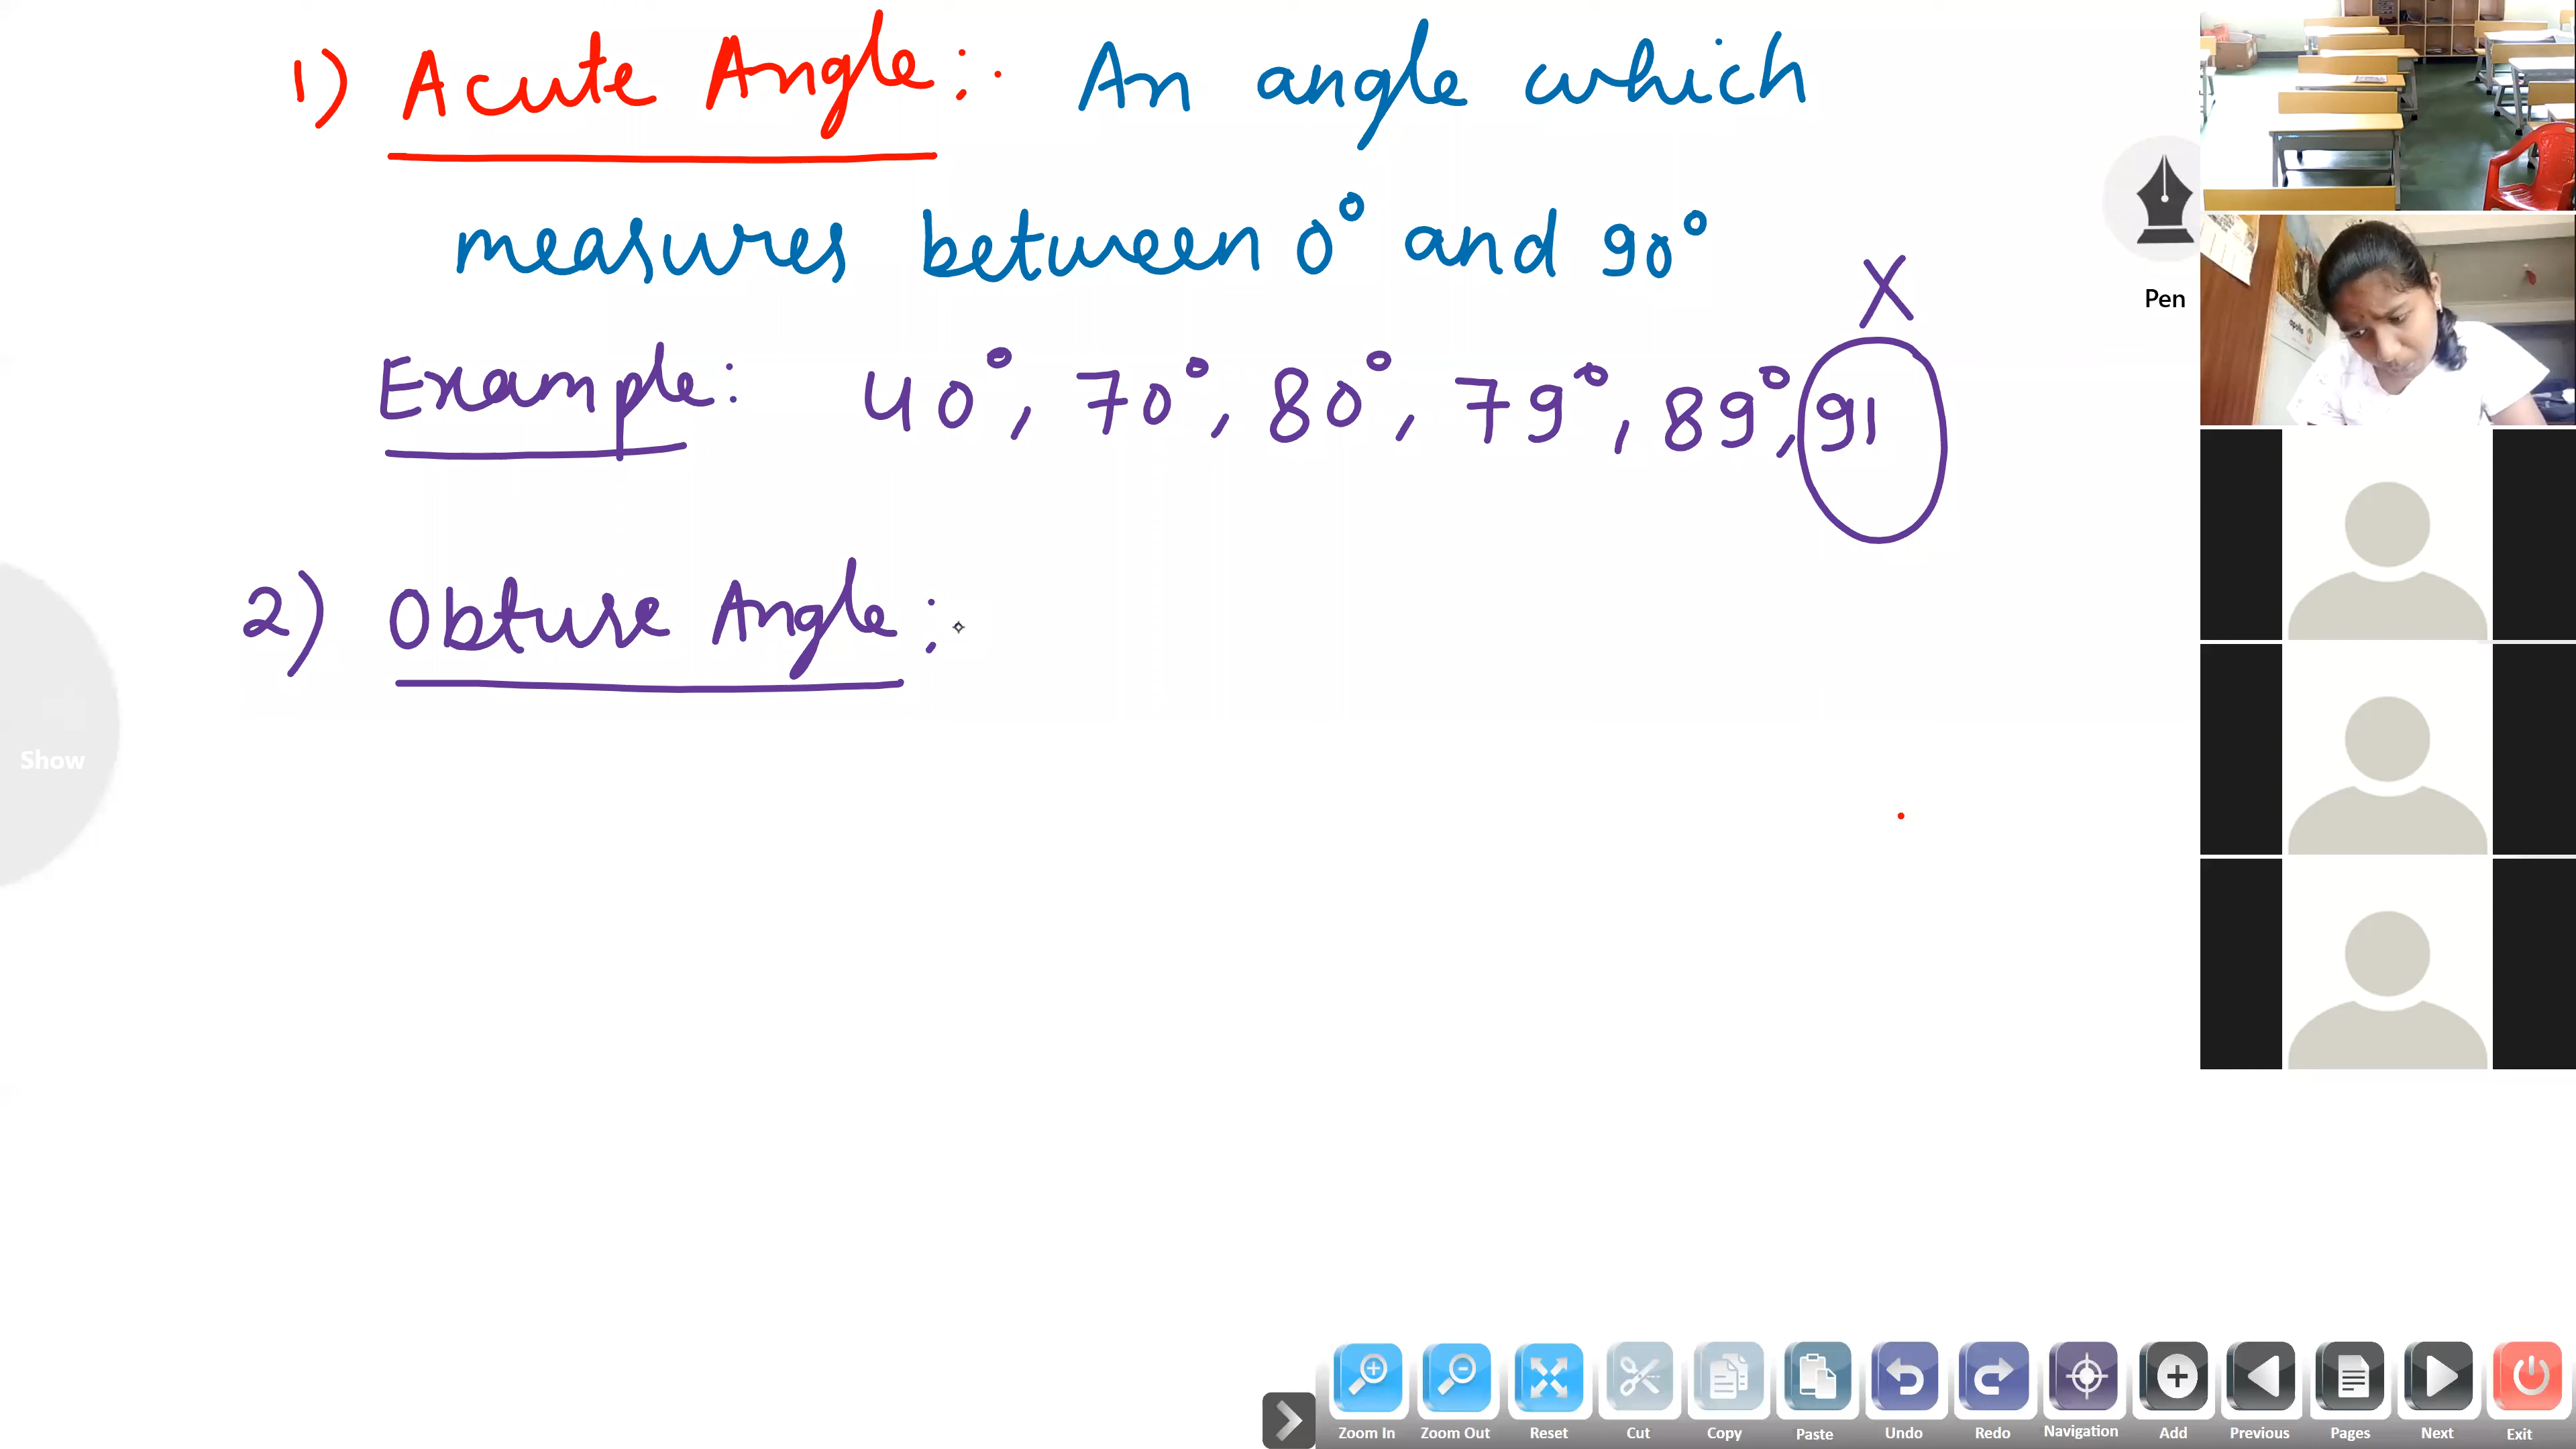 1) Acute Angle:. An angle which
measures between 0° and 90°
X
Example: 40°, 70°, 80°, 79°, 89°, 91
2) Obtuse Angle:
Pen
Show
Zoom In Zoom Out Reset Cut Copy Paste Undo Redo Navigation Add Previous Pages Next Exit